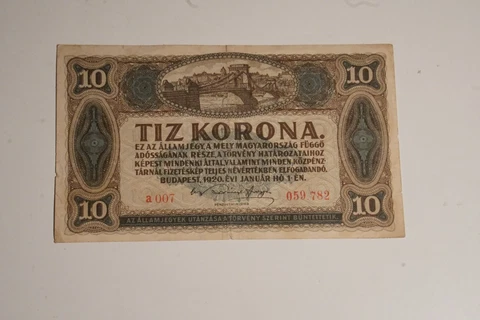 10 10
TIZ KORONA.
EZ AZ ÁLLAMJEGY, A MELY MAGYARORSZÁG FÜGGŐ
ADÓSSÁGÁNAK RÉSZE, A TÖRVÉNY HATÁROZATAIHOZ
KÉPEST MINDENKI ÁLTAL, VALAMINT MINDEN KÖZPÉNZ-
TÁRNÁL FIZETÉSKÉP TELJES NÉVÉRTÉKBEN ELFOGADANDÓ.
BUDAPEST, 1920. ÉVI JANUÁR HÓ 1-ÉN.
a 007 059 782
10 10
AZ ÁLLAMJEGYEK UTÁNZÁSA A TÖRVÉNY SZERINT BÜNTETTETIK.